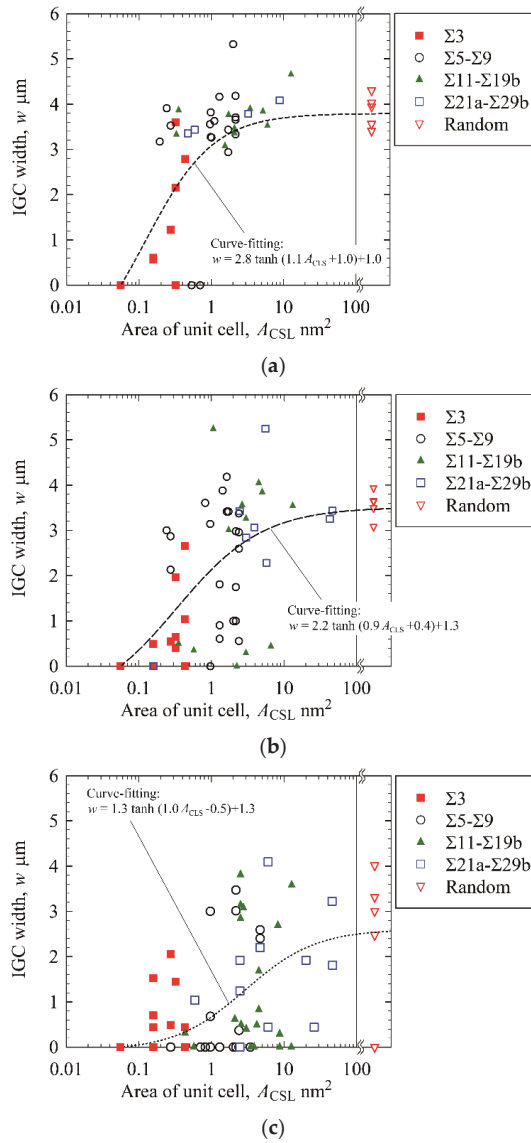 6
5
4
3
2
1
0
IGC width, w μm
0.01
0.1
1
10
100
Area of unit cell, A_CSL nm²
Curve-fitting:
w = 2.8 tanh (1.1 A_CLS +1.0)+1.0
Σ3
Σ5-Σ9
Σ11-Σ19b
Σ21a-Σ29b
Random
(a)
6
5
4
3
2
1
0
IGC width, w μm
0.01
0.1
1
10
100
Area of unit cell, A_CSL nm²
Curve-fitting:
w = 2.2 tanh (0.9 A_CLS +0.4)+1.3
Σ3
Σ5-Σ9
Σ11-Σ19b
Σ21a-Σ29b
Random
(b)
6
5
4
3
2
1
0
IGC width, w μm
0.01
0.1
1
10
100
Area of unit cell, A_CSL nm²
Curve-fitting:
w = 1.3 tanh (1.0 A_CLS -0.5)+1.3
Σ3
Σ5-Σ9
Σ11-Σ19b
Σ21a-Σ29b
Random
(c)